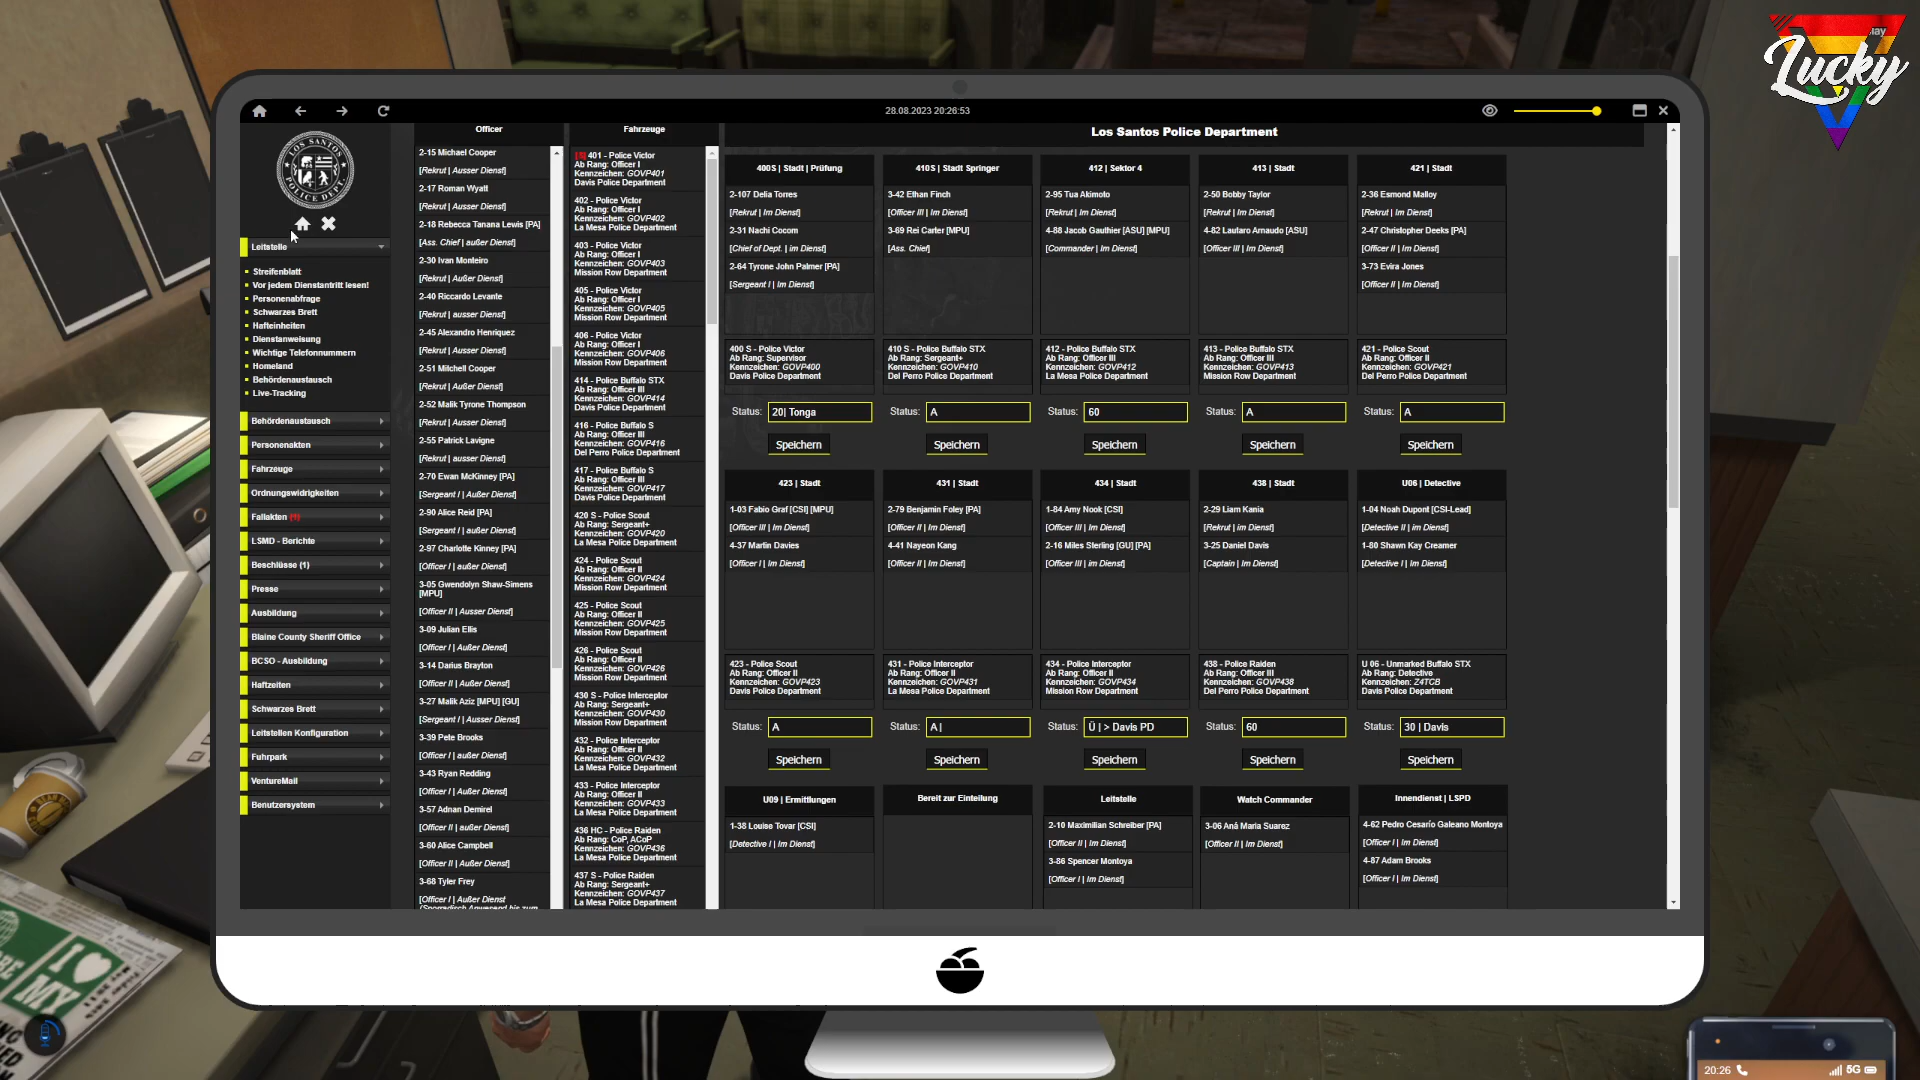 28.08.2023 20:26:53
Lucky
LOS SANTOS
POLICE DEPT.
Leitstelle
Streifenblatt
Vor jedem Dienstantritt lesen!
Personenabfrage
Schwarzes Brett
Hafteinheiten
Dienstanweisung
Wichtige Telefonnummern
Homeland
Behördenaustausch
Live-Tracking
Behördenaustausch
Personenakten
Fahrzeuge
Ordnungswidrigkeiten
Fallakten (1)
LSMD - Berichte
Beschlüsse (1)
Presse
Ausbildung
Blaine County Sheriff Office
BCSO - Ausbildung
Haftzeiten
Schwarzes Brett
Leitstellen Konfiguration
Fuhrpark
VentureMail
Benutzersystem
Officer
2-15 Michael Cooper
[Rekrut | Ausser Dienst]
2-17 Roman Wyatt
[Rekrut | Ausser Dienst]
2-18 Rebecca Tanana Lewis [PA]
[Ass. Chief | außer Dienst]
2-30 Ivan Monteiro
[Rekrut | Außer Dienst]
2-40 Riccardo Levante
[Rekrut | ausser Dienst]
2-45 Alexandro Henriquez
[Rekrut | Ausser Dienst]
2-51 Mitchell Cooper
[Rekrut | Außer Dienst]
2-52 Malik Tyrone Thompson
[Rekrut | Ausser Dienst]
2-55 Patrick Lavigne
[Rekrut | ausser Dienst]
2-70 Ewan McKinney [PA]
[Sergeant I | Außer Dienst]
2-90 Alice Reid [PA]
[Sergeant I | außer Dienst]
2-97 Charlotte Kinney [PA]
[Officer I | außer Dienst]
3-05 Gwendolyn Shaw-Simens
[MPU]
[Officer II | Ausser Dienst]
3-09 Julian Ellis
[Officer I | Außer Dienst]
3-14 Darius Brayton
[Officer II | Außer Dienst]
3-27 Malik Aziz [MPU] [GU]
[Sergeant I | Ausser Dienst]
3-39 Pete Brooks
[Officer I | außer Dienst]
3-43 Ryan Redding
[Officer I | Außer Dienst]
3-57 Adnan Demirel
[Officer II | außer Dienst]
3-60 Alice Campbell
[Officer II | Außer Dienst]
3-68 Tyler Frey
[Officer I | Außer Dienst
(Sporadisch Anwesend bis zum
Fahrzeuge
401 - Police Victor
Ab Rang: Officer I
Kennzeichen: GOVP401
Davis Police Department
402 - Police Victor
Ab Rang: Officer I
Kennzeichen: GOVP402
La Mesa Police Department
403 - Police Victor
Ab Rang: Officer I
Kennzeichen: GOVP403
Mission Row Department
405 - Police Victor
Ab Rang: Officer I
Kennzeichen: GOVP405
Mission Row Department
406 - Police Victor
Ab Rang: Officer I
Kennzeichen: GOVP406
Mission Row Department
414 - Police Buffalo STX
Ab Rang: Officer III
Kennzeichen: GOVP414
Davis Police Department
416 - Police Buffalo S
Ab Rang: Officer III
Kennzeichen: GOVP416
Del Perro Police Department
417 - Police Buffalo S
Ab Rang: Officer III
Kennzeichen: GOVP417
Davis Police Department
420 S - Police Scout
Ab Rang: Sergeant+
Kennzeichen: GOVP420
La Mesa Police Department
424 - Police Scout
Ab Rang: Officer II
Kennzeichen: GOVP424
Mission Row Department
425 - Police Scout
Ab Rang: Officer II
Kennzeichen: GOVP425
Mission Row Department
426 - Police Scout
Ab Rang: Officer II
Kennzeichen: GOVP426
Mission Row Department
430 S - Police Interceptor
Ab Rang: Sergeant+
Kennzeichen: GOVP430
Mission Row Department
432 - Police Interceptor
Ab Rang: Officer II
Kennzeichen: GOVP432
La Mesa Police Department
433 - Police Interceptor
Ab Rang: Officer II
Kennzeichen: GOVP433
La Mesa Police Department
436 HC - Police Raiden
Ab Rang: CoP, ACoP
Kennzeichen: GOVP436
La Mesa Police Department
437 S - Police Raiden
Ab Rang: Sergeant+
Kennzeichen: GOVP437
La Mesa Police Department
Los Santos Police Department
400S | Stadt | Prüfung
2-107 Delia Torres
[Rekrut | Im Dienst]
2-31 Nachi Cocom
[Chief of Dept. | im Dienst]
2-64 Tyrone John Palmer [PA]
[Sergeant I | Im Dienst]
400 S - Police Victor
Ab Rang: Supervisor
Kennzeichen: GOVP400
Davis Police Department
Status: 20| Tonga
Speichern
410S | Stadt Springer
3-42 Ethan Finch
[Officer III | Im Dienst]
3-69 Rei Carter [MPU]
[Ass. Chief]
410 S - Police Buffalo STX
Ab Rang: Sergeant+
Kennzeichen: GOVP410
Del Perro Police Department
Status: A
Speichern
412 | Sektor 4
2-95 Tua Akimoto
[Rekrut | Im Dienst]
4-88 Jacob Gauthier [ASU] [MPU]
[Commander | Im Dienst]
412 - Police Buffalo STX
Ab Rang: Officer III
Kennzeichen: GOVP412
La Mesa Police Department
Status: 60
Speichern
413 | Stadt
2-50 Bobby Taylor
[Rekrut | Im Dienst]
4-82 Lautaro Arnaudo [ASU]
[Officer III | Im Dienst]
413 - Police Buffalo STX
Ab Rang: Officer III
Kennzeichen: GOVP413
Mission Row Department
Status: A
Speichern
421 | Stadt
2-36 Esmond Malloy
[Rekrut | Im Dienst]
2-47 Christopher Deeks [PA]
[Officer II | Im Dienst]
3-73 Evira Jones
[Officer II | Im Dienst]
421 - Police Scout
Ab Rang: Officer II
Kennzeichen: GOVP421
Del Perro Police Department
Status: A
Speichern
423 | Stadt
1-03 Fabio Graf [CSI] [MPU]
[Officer III | Im Dienst]
4-37 Martin Davies
[Officer I | Im Dienst]
423 - Police Scout
Ab Rang: Officer II
Kennzeichen: GOVP423
Davis Police Department
Status: A
Speichern
431 | Stadt
2-79 Benjamin Foley [PA]
[Officer II | Im Dienst]
4-41 Nayeon Kang
[Officer II | Im Dienst]
431 - Police Interceptor
Ab Rang: Officer II
Kennzeichen: GOVP431
La Mesa Police Department
Status: A |
Speichern
434 | Stadt
1-84 Amy Nook [CSI]
[Officer III | Im Dienst]
2-16 Miles Sterling [GU] [PA]
[Officer III | im Dienst]
434 - Police Interceptor
Ab Rang: Officer II
Kennzeichen: GOVP434
Mission Row Department
Status: Ü | > Davis PD
Speichern
438 | Stadt
2-29 Liam Kania
[Rekrut | im Dienst]
3-25 Daniel Davis
[Captain | Im Dienst]
438 - Police Raiden
Ab Rang: Officer III
Kennzeichen: GOVP438
Del Perro Police Department
Status: 60
Speichern
U06 | Detective
1-04 Noah Dupont [CSI-Lead]
[Detective II | im Dienst]
1-80 Shawn Kay Creamer
[Detective I | Im Dienst]
U 06 - Unmarked Buffalo STX
Ab Rang: Detective
Kennzeichen: Z4TCB
Davis Police Department
Status: 30 | Davis
Speichern
U09 | Ermittlungen
1-38 Louise Tovar [CSI]
[Detective I | Im Dienst]
Bereit zur Einteilung
Leitstelle
2-10 Maximilian Schreiber [PA]
[Officer II | Im Dienst]
3-86 Spencer Montoya
[Officer I | Im Dienst]
Watch Commander
3-06 Aná Maria Suarez
[Officer II | Im Dienst]
Innendienst | LSPD
4-62 Pedro Cesarío Galeano Montoya
[Officer I | Im Dienst]
4-87 Adam Brooks
[Officer I | Im Dienst]
I
MY
20:26
5G